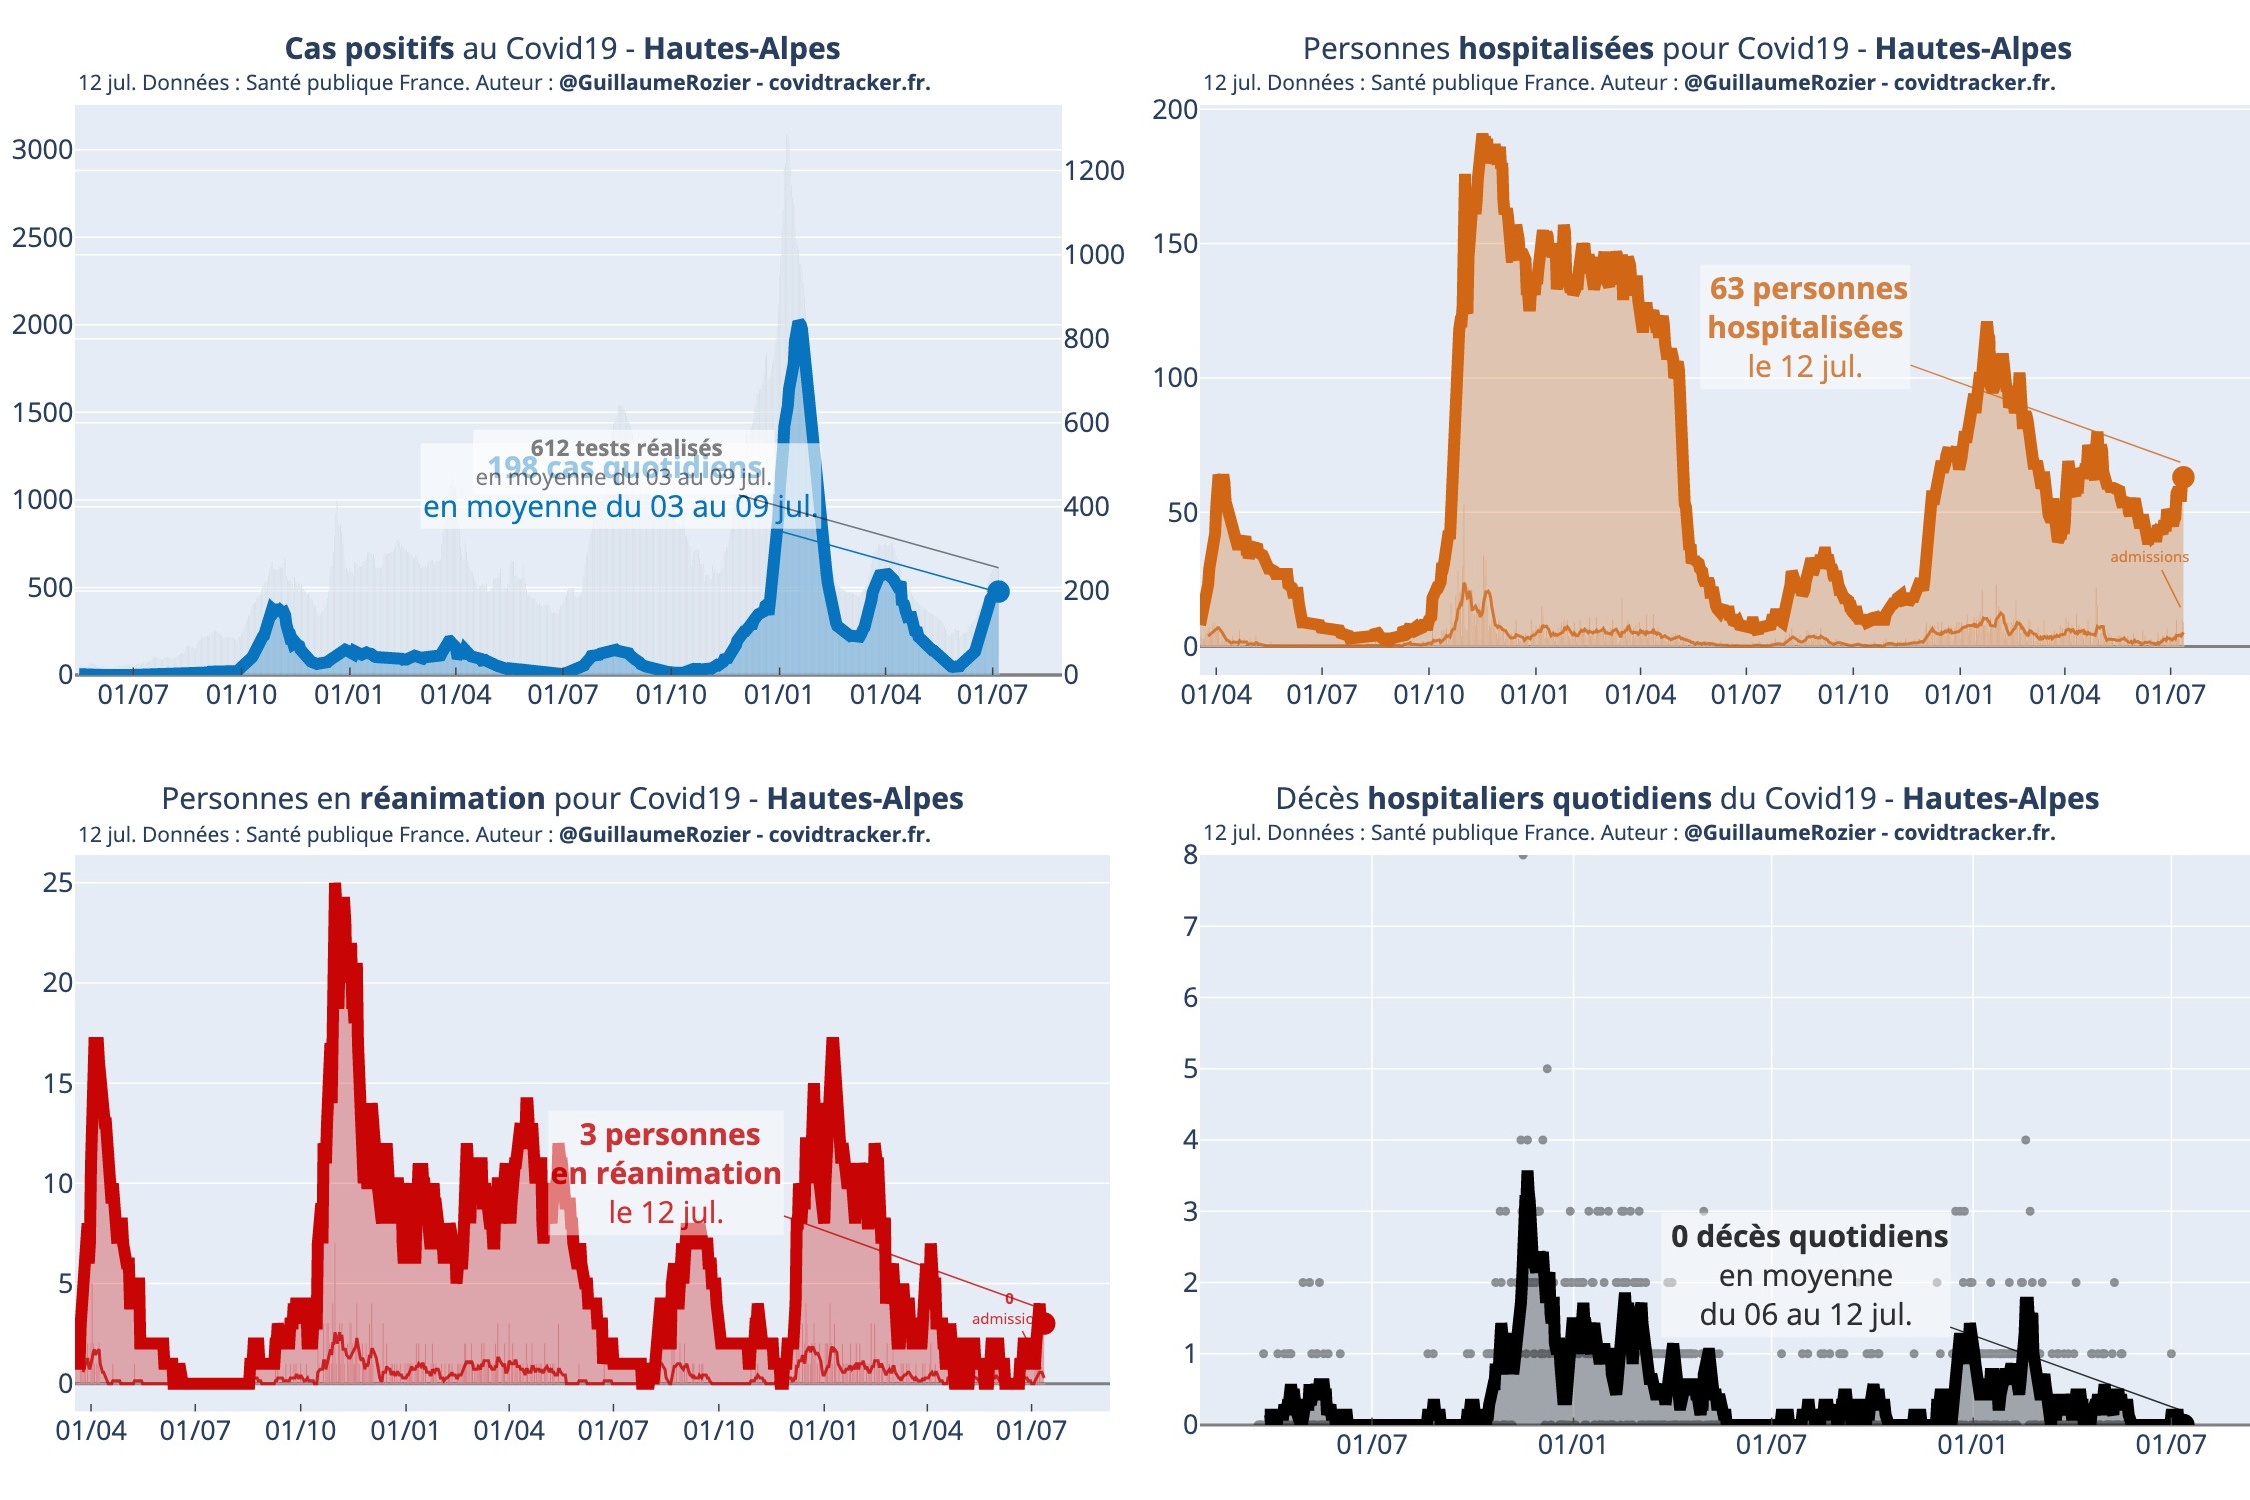 Cas positifs au Covid19 - Hautes-Alpes
12 jul. Données : Santé publique France. Auteur : @GuillaumeRozier - covidtracker.fr.
3000
2500
2000
1500
1000
500
0
1200
1000
800
600
400
200
0
612 tests réalisés
en moyenne du 03 au 09 jul.
198 cas quotidiens
en moyenne du 03 au 09 jul.
01/07 01/10 01/01 01/04 01/07 01/10 01/01 01/04 01/07
Personnes hospitalisées pour Covid19 - Hautes-Alpes
12 jul. Données : Santé publique France. Auteur : @GuillaumeRozier - covidtracker.fr.
200
150
100
50
0
63 personnes
hospitalisées
le 12 jul.
admissions
01/04 01/07 01/10 01/01 01/04 01/07 01/10 01/01 01/04 01/07
Personnes en réanimation pour Covid19 - Hautes-Alpes
12 jul. Données : Santé publique France. Auteur : @GuillaumeRozier - covidtracker.fr.
25
20
15
10
5
0
3 personnes
en réanimation
le 12 jul.
0
admissio
01/04 01/07 01/10 01/01 01/04 01/07 01/10 01/01 01/04 01/07
Décès hospitaliers quotidiens du Covid19 - Hautes-Alpes
12 jul. Données : Santé publique France. Auteur : @GuillaumeRozier - covidtracker.fr.
8
7
6
5
4
3
2
1
0
0 décès quotidiens
en moyenne
du 06 au 12 jul.
01/07 01/01 01/07 01/01 01/07